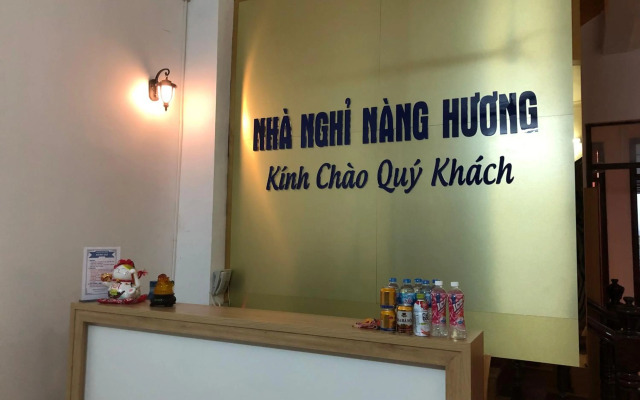 NHÀ NGHỈ NÀNG HƯƠNG
Kính Chào Quý Khách